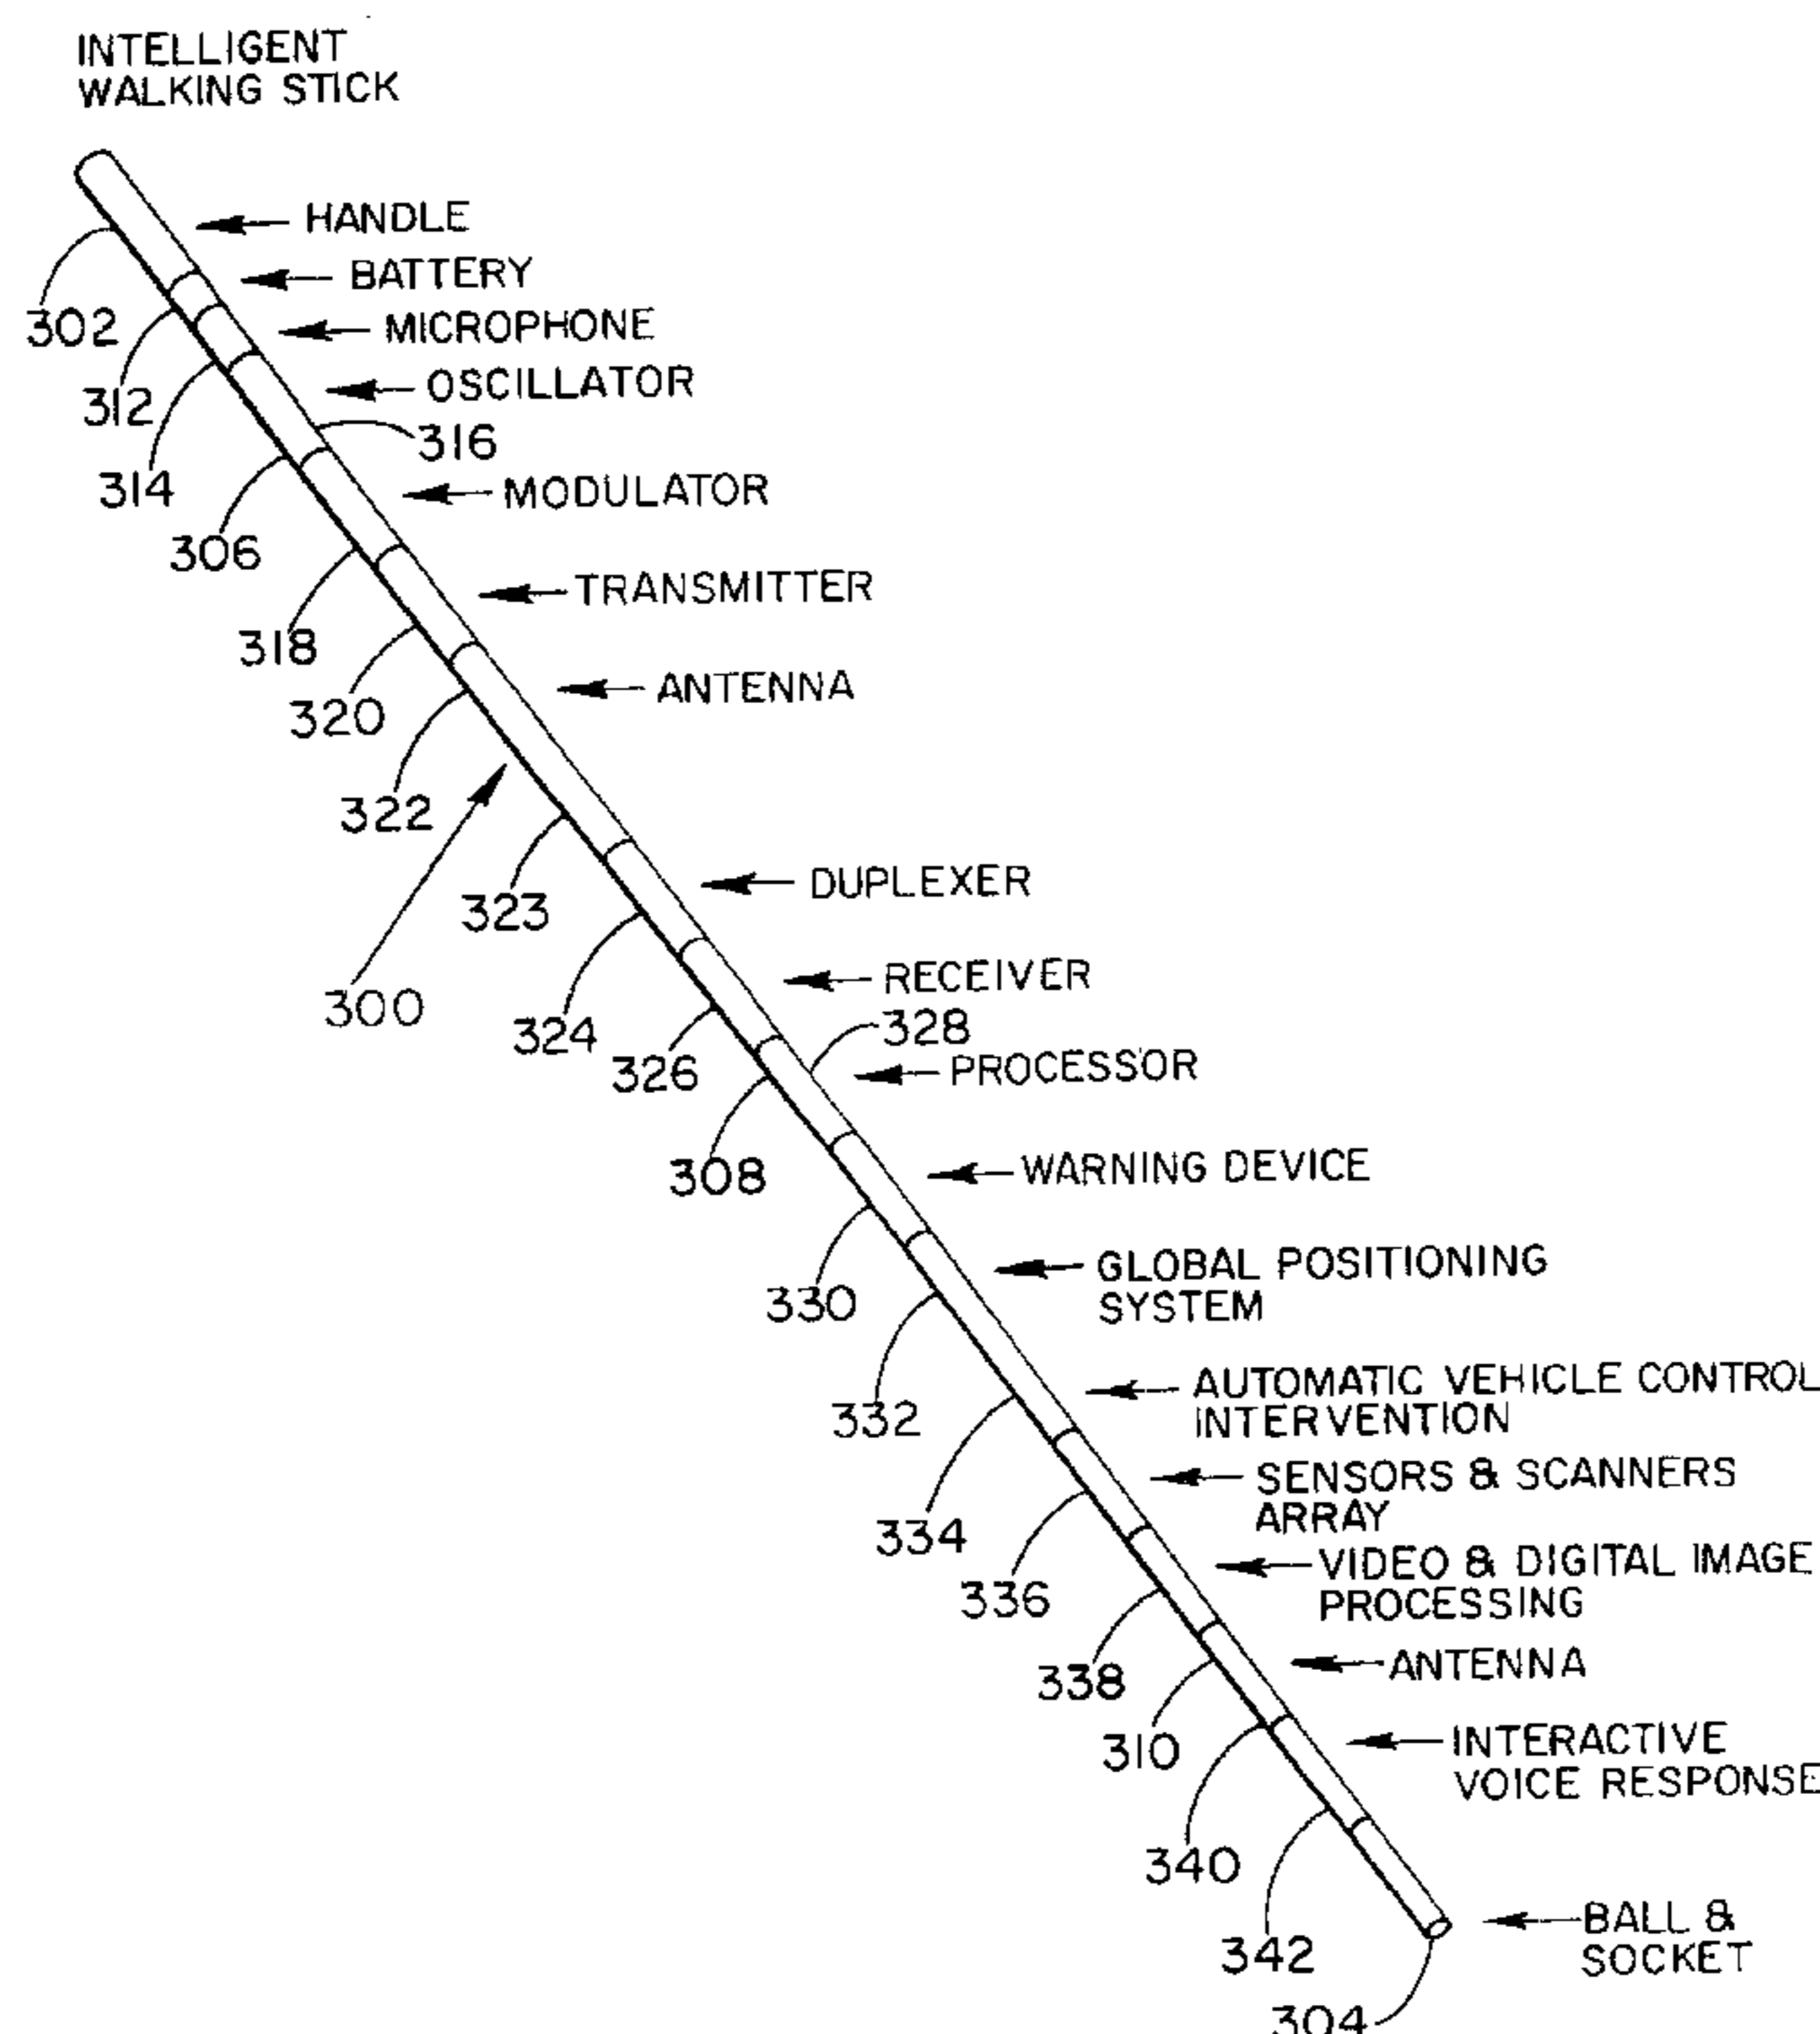 INTELLIGENT
WALKING STICK
HANDLE
BATTERY
302
MICROPHONE
OSCILLATOR
312
316
314
MODULATOR
306
TRANSMITTER
318
ANTENNA
320
322
DUPLEXER
323
RECEIVER
300
328
324
PROCESSOR
326
WARNING DEVICE
308
GLOBAL POSITIONING
SYSTEM
330
AUTOMATIC VEHICLE CONTROL
INTERVENTION
332
SENSORS & SCANNERS
ARRAY
334
VIDEO & DIGITAL IMAGE
PROCESSING
336
ANTENNA
338
INTERACTIVE
VOICE RESPONSE
310
340
BALL &
SOCKET
342
304